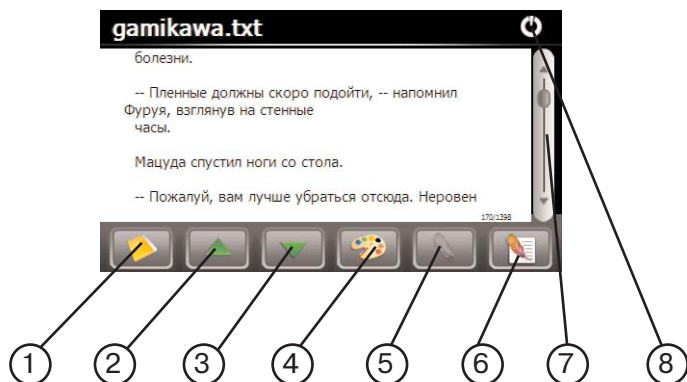 gamikawa.txt
болезни.
-- Пленные должны скоро подойти, -- напомнил
Фуруя, взглянув на стенные
часы.
Мацуда спустил ноги со стола.
-- Пожалуй, вам лучше убраться отсюда. Неровен
170/1398
1 2 3 4 5 6 7 8